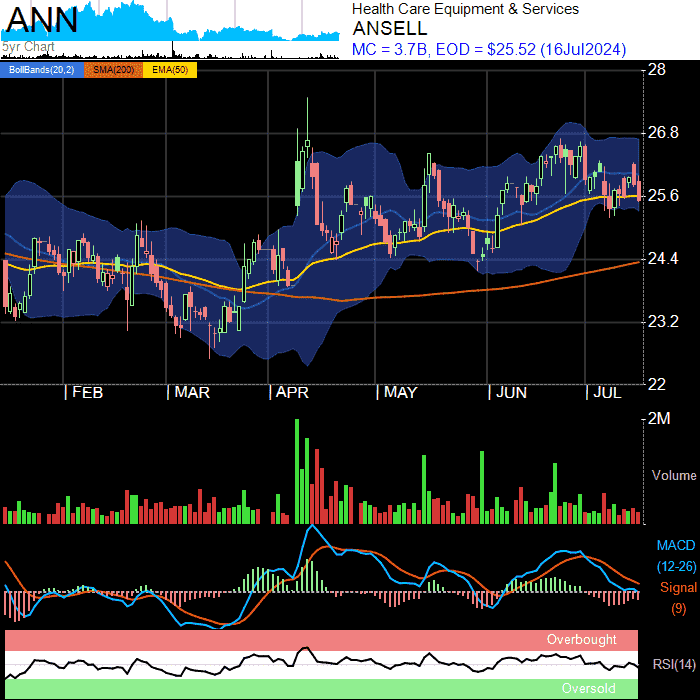 ANN
5yr Chart
Health Care Equipment & Services
ANSELL
MC = 3.7B, EOD = $25.52 (16Jul2024)
BollBands(20,2) SMA(200) EMA(50)
28
26.8
25.6
24.4
23.2
22
FEB MAR APR MAY JUN JUL
2M
Volume
MACD
(12-26)
Signal
(9)
Overbought
RSI(14)
Oversold